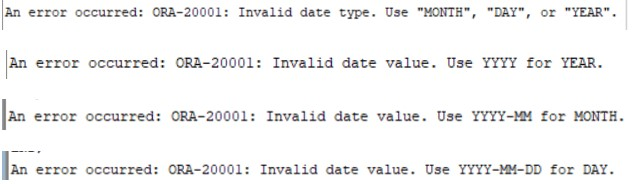 An error occurred: ORA-20001: Invalid date type. Use "MONTH", "DAY", or "YEAR".
An error occurred: ORA-20001: Invalid date value. Use YYYY for YEAR.
An error occurred: ORA-20001: Invalid date value. Use YYYY-MM for MONTH.
An error occurred: ORA-20001: Invalid date value. Use YYYY-MM-DD for DAY.